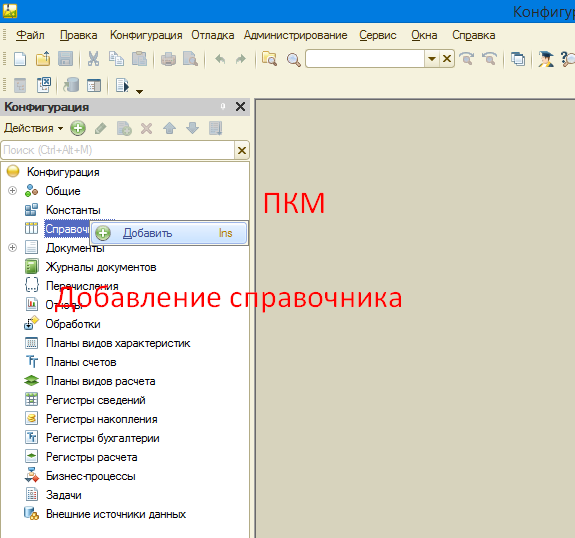 Конфигур
Файл Правка Конфигурация Отладка Администрирование Сервис Окна Справка
Конфигурация
Действия
Поиск (Ctrl+Alt+M)
Конфигурация
Общие
Константы
ПКМ
Справоч
Добавить Ins
Документы
Журналы документов
Перечисления
Добавление справочника
Отчеты
Обработки
Планы видов характеристик
Планы счетов
Планы видов расчета
Регистры сведений
Регистры накопления
Регистры бухгалтерии
Регистры расчета
Бизнес-процессы
Задачи
Внешние источники данных